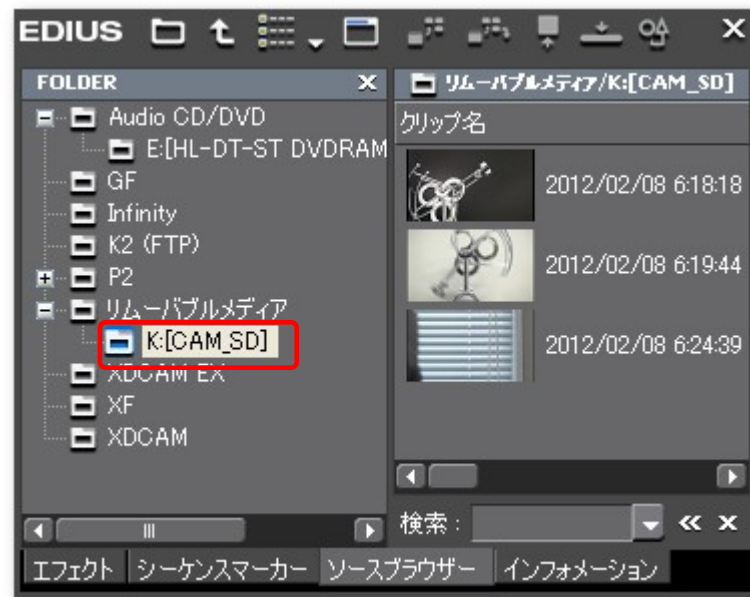 EDIUS
FOLDER
リムーバブルメディア/K:[CAM_SD]
Audio CD/DVD
E:[HL-DT-ST DVDRAM
GF
Infinity
K2 (FTP)
P2
リムーバブルメディア
K:[CAM_SD]
XDCAM EX
XF
XDCAM
クリップ名
2012/02/08 6:18:18
2012/02/08 6:19:44
2012/02/08 6:24:39
検索 :
エフェクト シーケンスマーカー ソースブラウザー インフォメーション